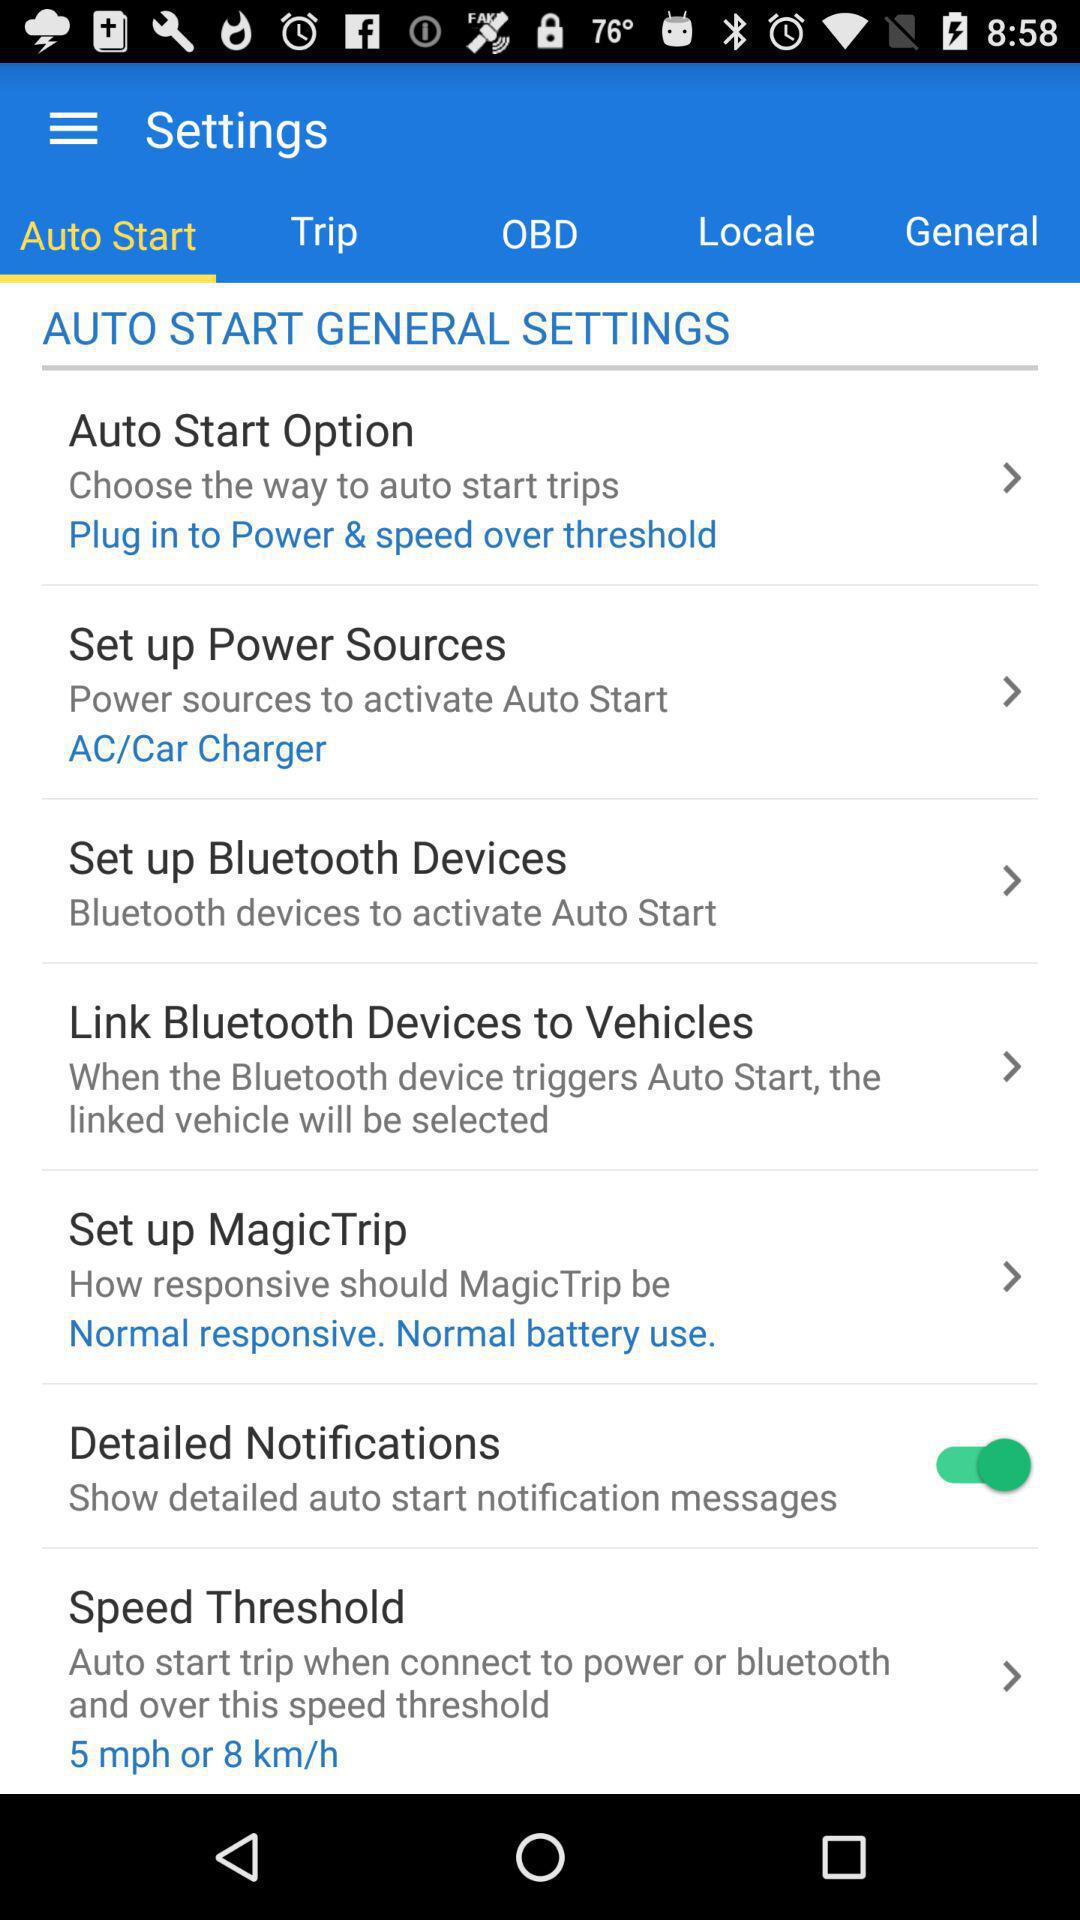 FAKE 76° 8:58
Settings
Auto Start Trip OBD Locale General
AUTO START GENERAL SETTINGS
Auto Start Option
Choose the way to auto start trips
Plug in to Power & speed over threshold
Set up Power Sources
Power sources to activate Auto Start
AC/Car Charger
Set up Bluetooth Devices
Bluetooth devices to activate Auto Start
Link Bluetooth Devices to Vehicles
When the Bluetooth device triggers Auto Start, the
linked vehicle will be selected
Set up MagicTrip
How responsive should MagicTrip be
Normal responsive. Normal battery use.
Detailed Notifications
Show detailed auto start notification messages
Speed Threshold
Auto start trip when connect to power or bluetooth
and over this speed threshold
5 mph or 8 km/h